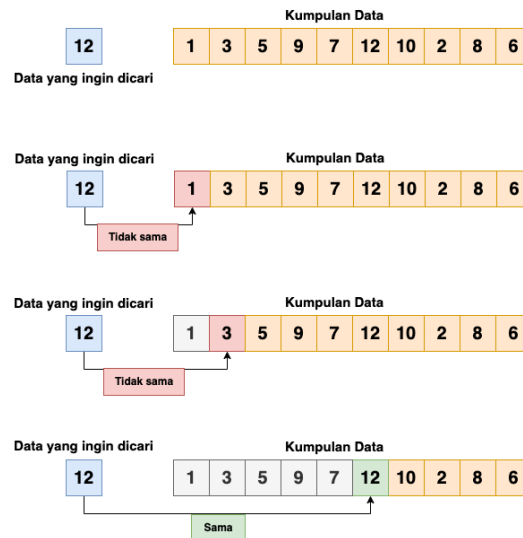 Kumpulan Data
12 1 3 5 9 7 12 10 2 8 6
Data yang ingin dicari
Data yang ingin dicari Kumpulan Data
12 1 3 5 9 7 12 10 2 8 6
Tidak sama
Data yang ingin dicari Kumpulan Data
12 1 3 5 9 7 12 10 2 8 6
Tidak sama
Data yang ingin dicari Kumpulan Data
12 1 3 5 9 7 12 10 2 8 6
Sama